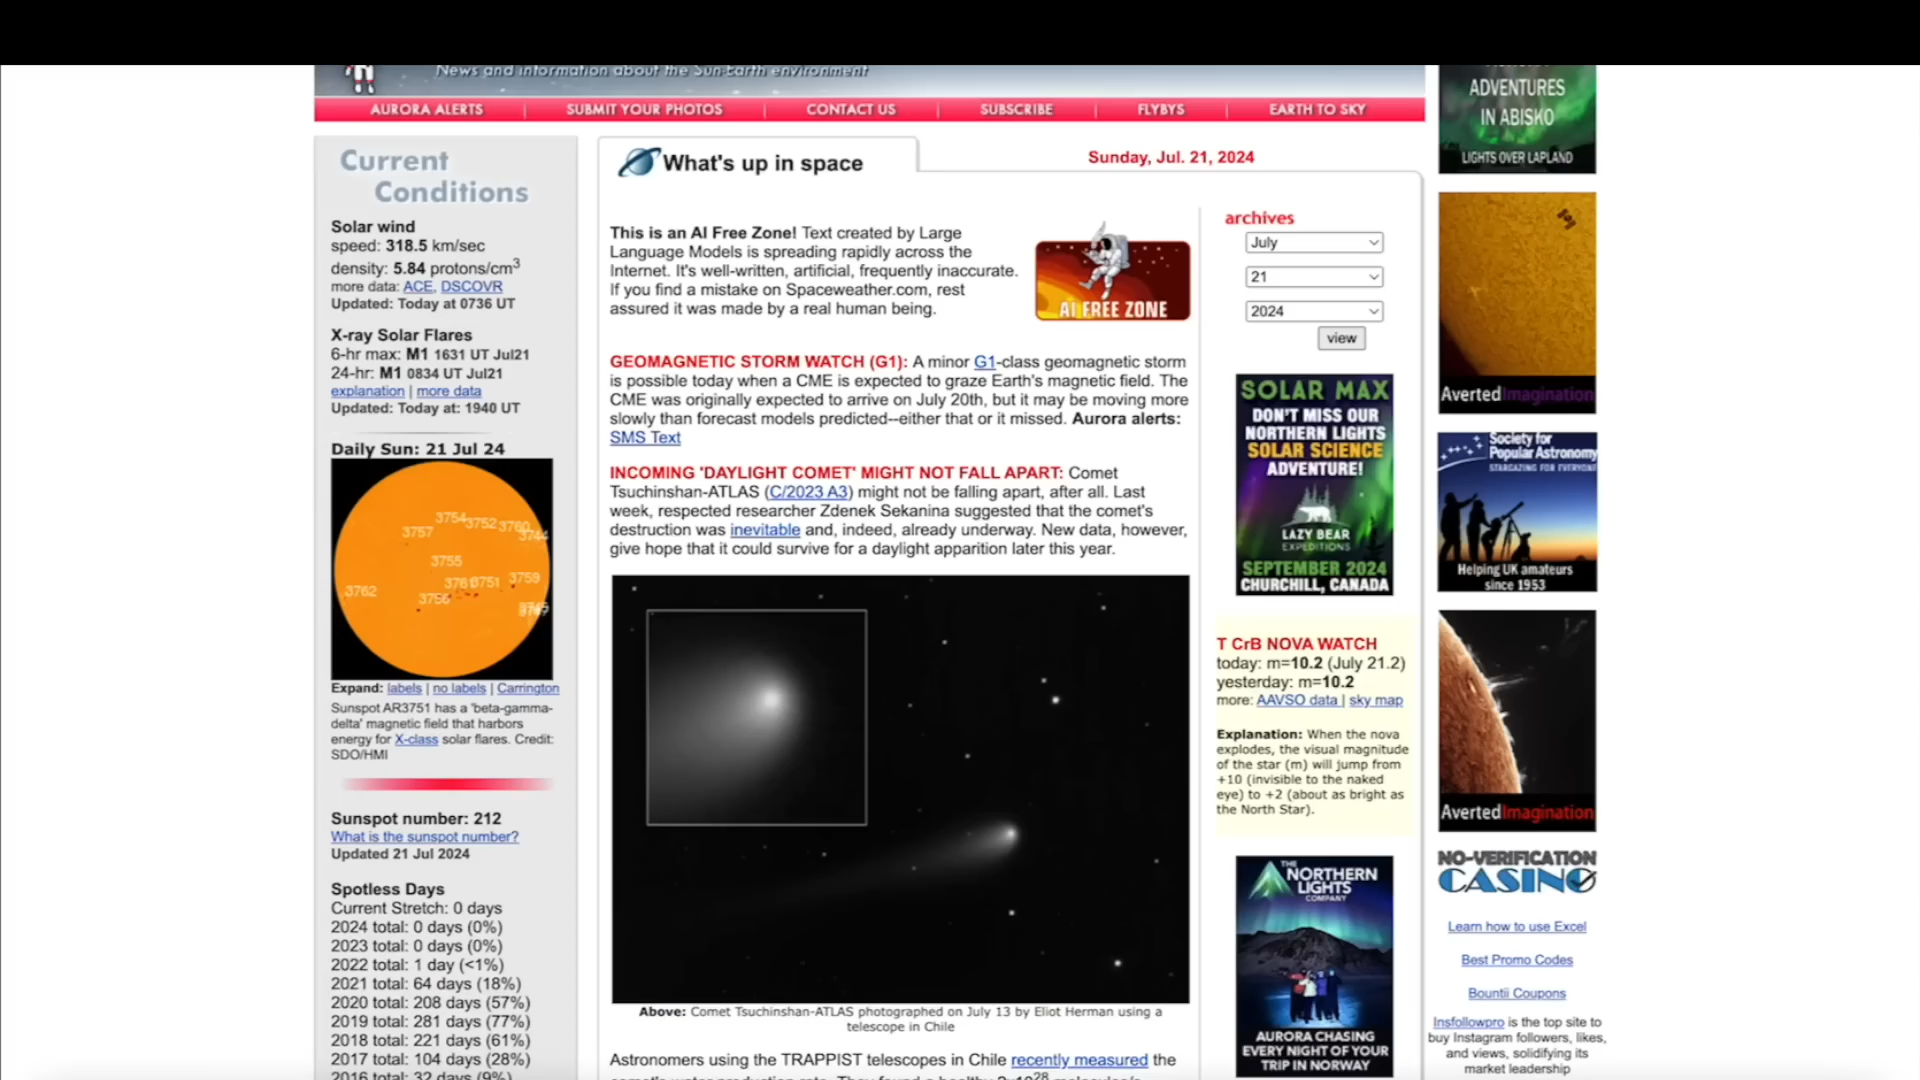 News and information about the Sun-Earth environment
AURORA ALERTS | SUBMIT YOUR PHOTOS | CONTACT US | SUBSCRIBE | FLYBYS | EARTH TO SKY
Current
Conditions
Solar wind
speed: 318.5 km/sec
density: 5.84 protons/cm3
more data: ACE, DSCOVR
Updated: Today at 0736 UT
X-ray Solar Flares
6-hr max: M1 1631 UT Jul21
24-hr: M1 0834 UT Jul21
explanation | more data
Updated: Today at: 1940 UT
Daily Sun: 21 Jul 24
3754
3752
3760
3744
3757
3755
3761
3751
3759
3762
3756
Expand: labels | no labels | Carrington
Sunspot AR3751 has a 'beta-gamma-
delta' magnetic field that harbors
energy for X-class solar flares. Credit:
SDO/HMI
Sunspot number: 212
What is the sunspot number?
Updated 21 Jul 2024
Spotless Days
Current Stretch: 0 days
2024 total: 0 days (0%)
2023 total: 0 days (0%)
2022 total: 1 day (<1%)
2021 total: 64 days (18%)
2020 total: 208 days (57%)
2019 total: 281 days (77%)
2018 total: 221 days (61%)
2017 total: 104 days (28%)
2016 total: 32 days (9%)
What's up in space
Sunday, Jul. 21, 2024
This is an AI Free Zone! Text created by Large
Language Models is spreading rapidly across the
Internet. It's well-written, artificial, frequently inaccurate.
If you find a mistake on Spaceweather.com, rest
assured it was made by a real human being.
AI FREE ZONE
GEOMAGNETIC STORM WATCH (G1): A minor G1-class geomagnetic storm
is possible today when a CME is expected to graze Earth's magnetic field. The
CME was originally expected to arrive on July 20th, but it may be moving more
slowly than forecast models predicted--either that or it missed. Aurora alerts:
SMS Text
INCOMING 'DAYLIGHT COMET' MIGHT NOT FALL APART: Comet
Tsuchinshan-ATLAS (C/2023 A3) might not be falling apart, after all. Last
week, respected researcher Zdenek Sekanina suggested that the comet's
destruction was inevitable and, indeed, already underway. New data, however,
give hope that it could survive for a daylight apparition later this year.
Above: Comet Tsuchinshan-ATLAS photographed on July 13 by Eliot Herman using a
telescope in Chile
Astronomers using the TRAPPIST telescopes in Chile recently measured the
archives
July
21
2024
view
SOLAR MAX
DON'T MISS OUR
NORTHERN LIGHTS
SOLAR SCIENCE
ADVENTURE!
LAZY BEAR
EXPEDITIONS
SEPTEMBER 2024
CHURCHILL, CANADA
T CrB NOVA WATCH
today: m=10.2 (July 21.2)
yesterday: m=10.2
more: AAVSO data | sky map
Explanation: When the nova
explodes, the visual magnitude
of the star (m) will jump from
+10 (invisible to the naked
eye) to +2 (about as bright as
the North Star).
THE
NORTHERN
LIGHTS
COMPANY
AURORA CHASING
EVERY NIGHT OF YOUR
TRIP IN NORWAY
ADVENTURES
IN ABISKO
LIGHTS OVER LAPLAND
AvertedImagination
Society for
Popular Astronomy
STARGAZING FOR EVERYONE
Helping UK amateurs
since 1953
AvertedImagination
NO-VERIFICATION
CASINO
Learn how to use Excel
Best Promo Codes
Bountii Coupons
Insfollowpro is the top site to
buy Instagram followers, likes,
and views, solidifying its
market leadership